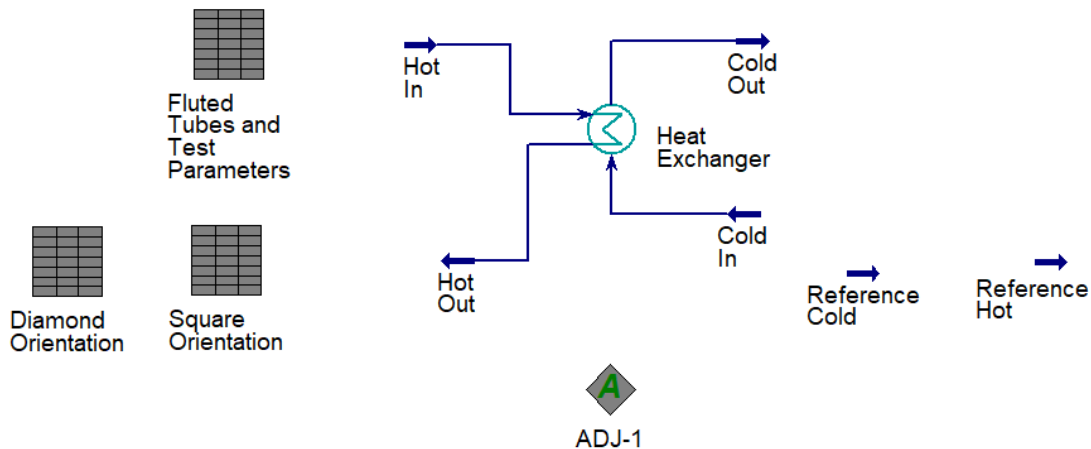 Fluted
Tubes and
Test
Parameters
Hot
In
Cold
Out
Heat
Exchanger
Cold
In
Hot
Out
Diamond
Orientation
Square
Orientation
Reference
Cold
Reference
Hot
A
ADJ-1